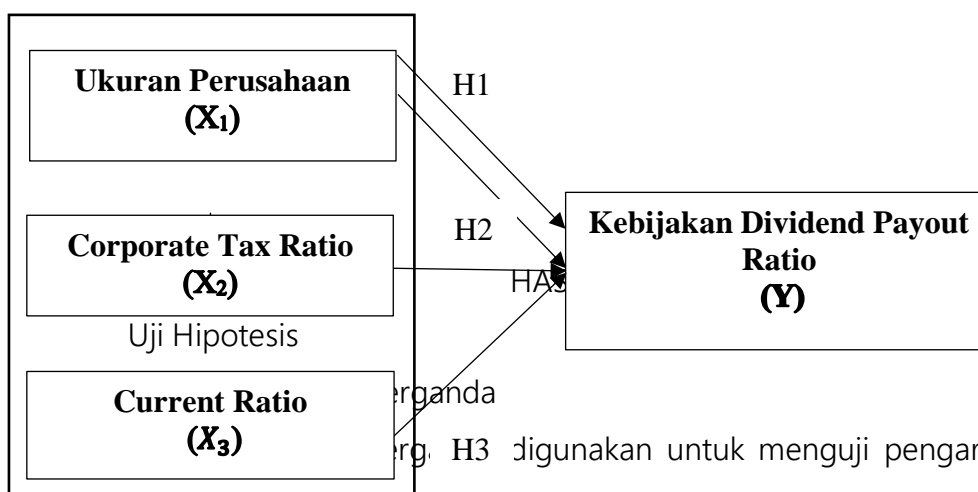 Ukuran Perusahaan
(X₁)
H1
Kebijakan Dividend Payout
Ratio
(Y)
Corporate Tax Ratio
(X₂)
H2
Uji Hipotesis
Current Ratio
(X₃)
H3
digunakan untuk menguji